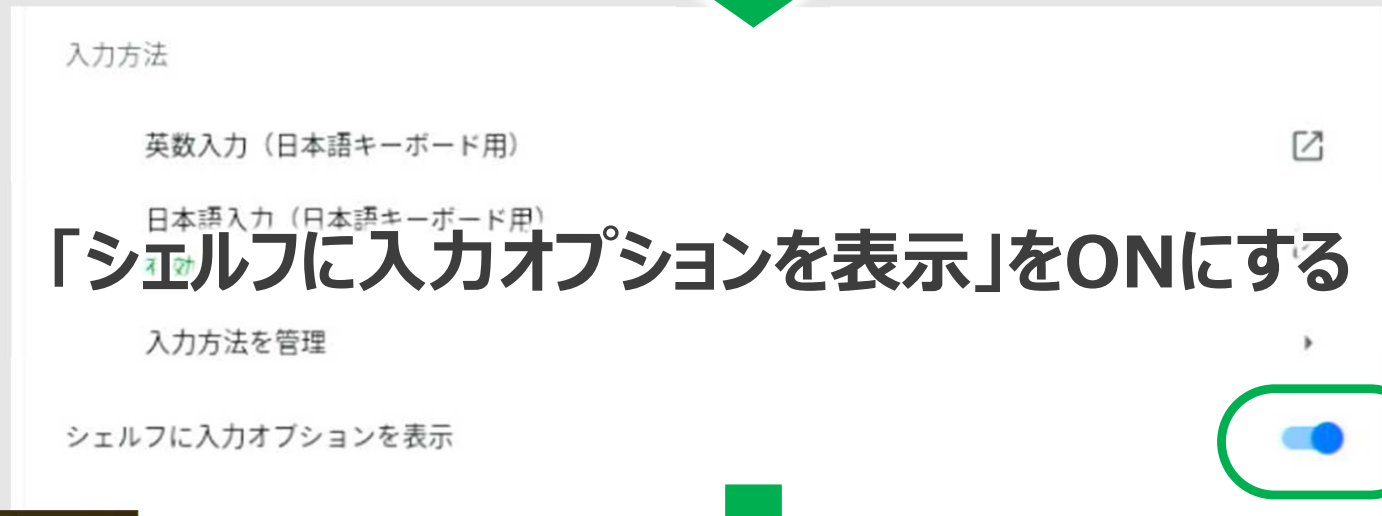 入力方法
英数入力（日本語キーボード用）
日本語入力（日本語キーボード用）
有効
「シェルフに入力オプションを表示」をONにする
入力方法を管理
シェルフに入力オプションを表示